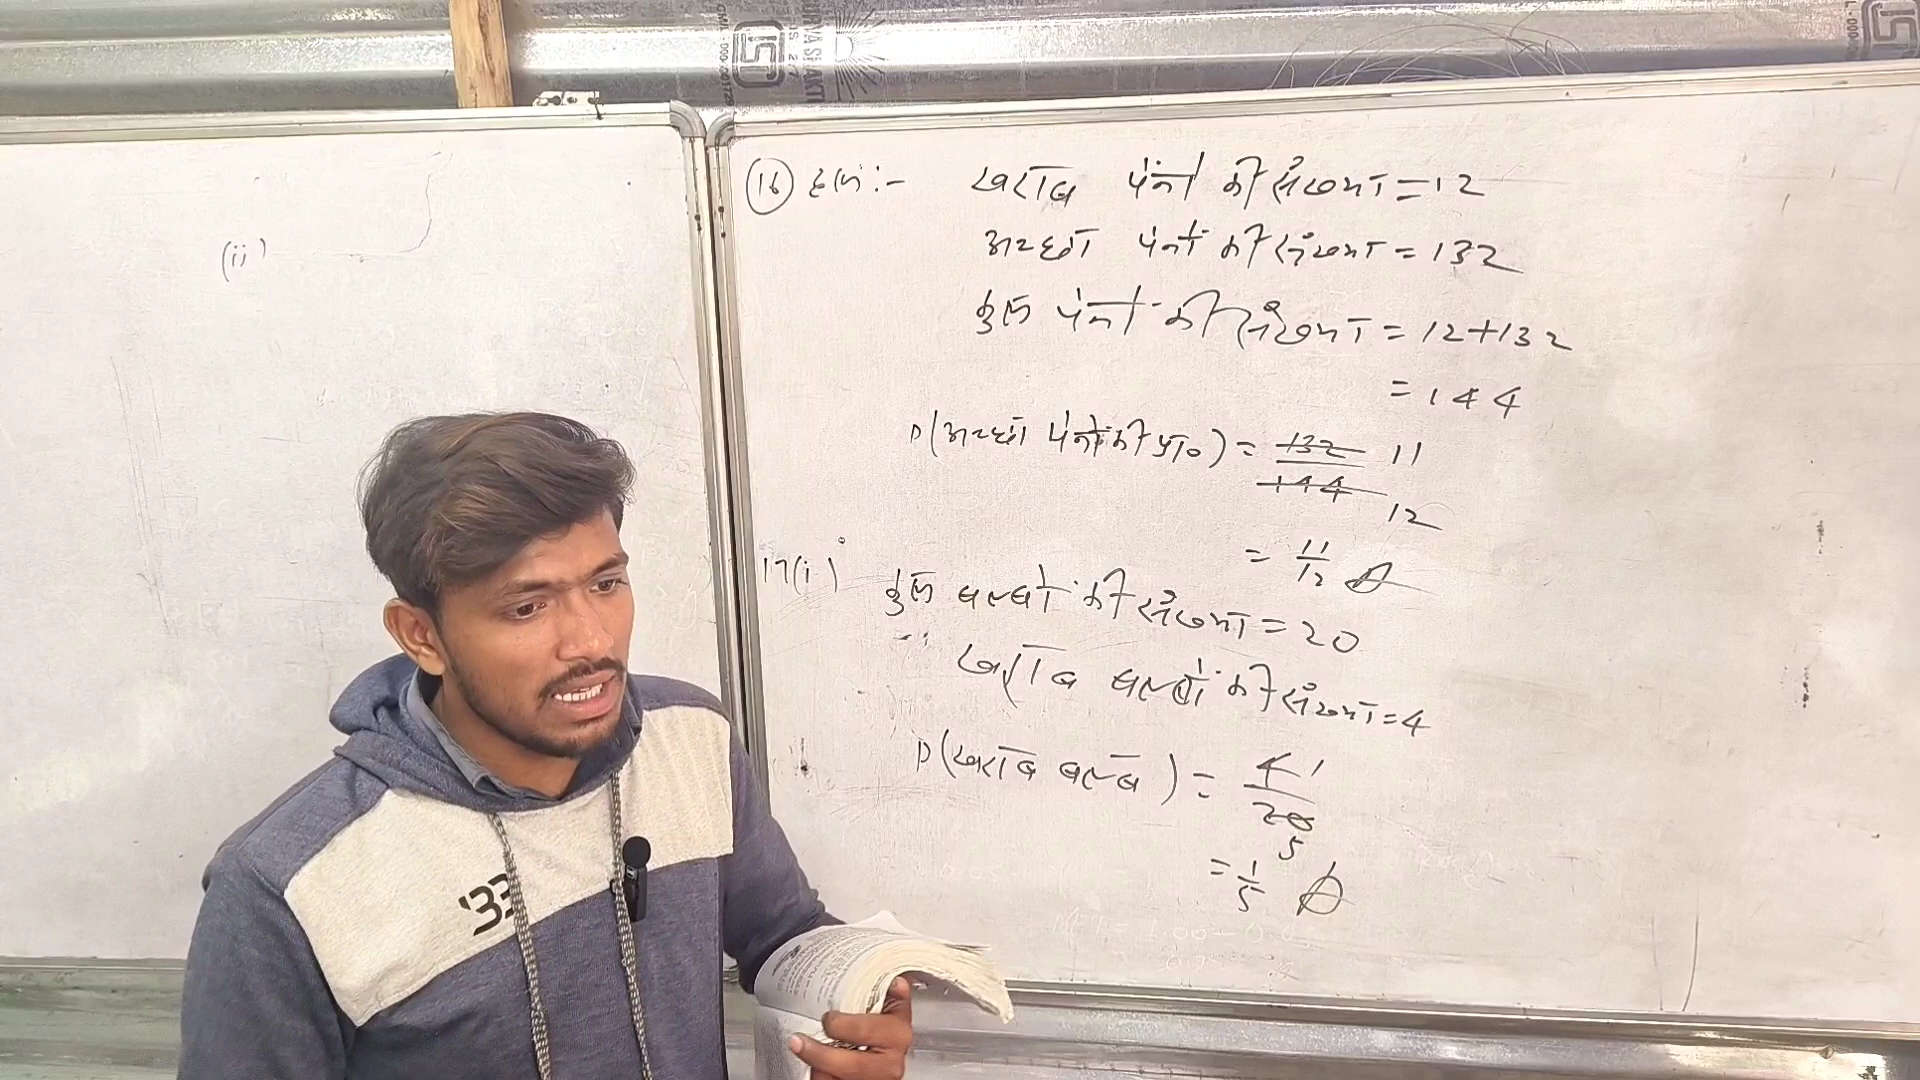 (ii)
(16) हल:- खराब पेनों की संख्या = 12
अच्छी पेनों की संख्या = 132
कुल पेनों की संख्या = 12+132
= 144
P(अच्छी पेनों की प्रा०) = 132/144 11/12
= 11/12
17(i) कुल बल्बों की संख्या = 20
खराब बल्बों की संख्या = 4
P(खराब बल्ब) = 4/20 1/5
= 1/5
'33